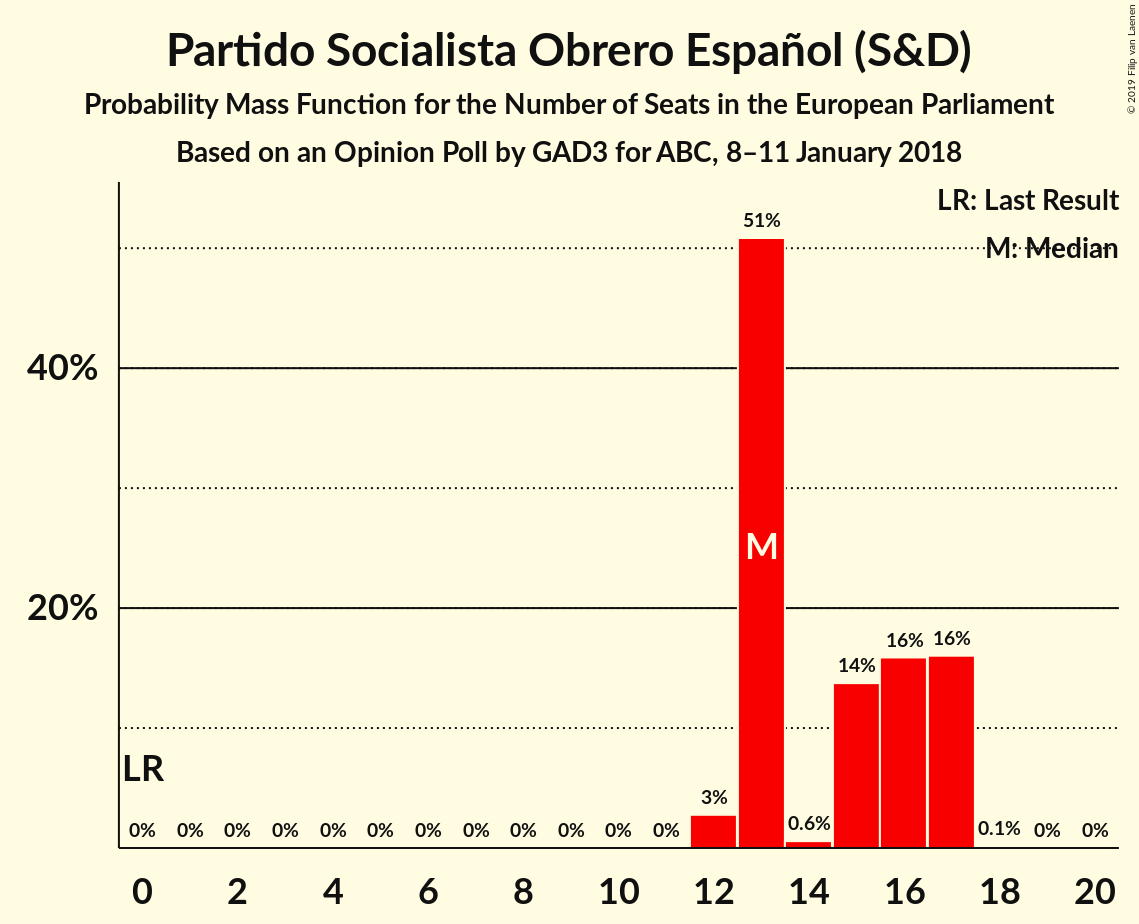 Partido Socialista Obrero Español (S&D)
Probability Mass Function for the Number of Seats in the European Parliament
Based on an Opinion Poll by GAD3 for ABC, 8–11 January 2018
© 2019 Filip van Laenen
LR: Last Result
M: Median
51%
40%
M
20%
16% 16%
14%
LR
3%
0% 0% 0% 0% 0% 0% 0% 0% 0% 0% 0% 0% 0.6% 0.1% 0% 0%
0 2 4 6 8 10 12 14 16 18 20